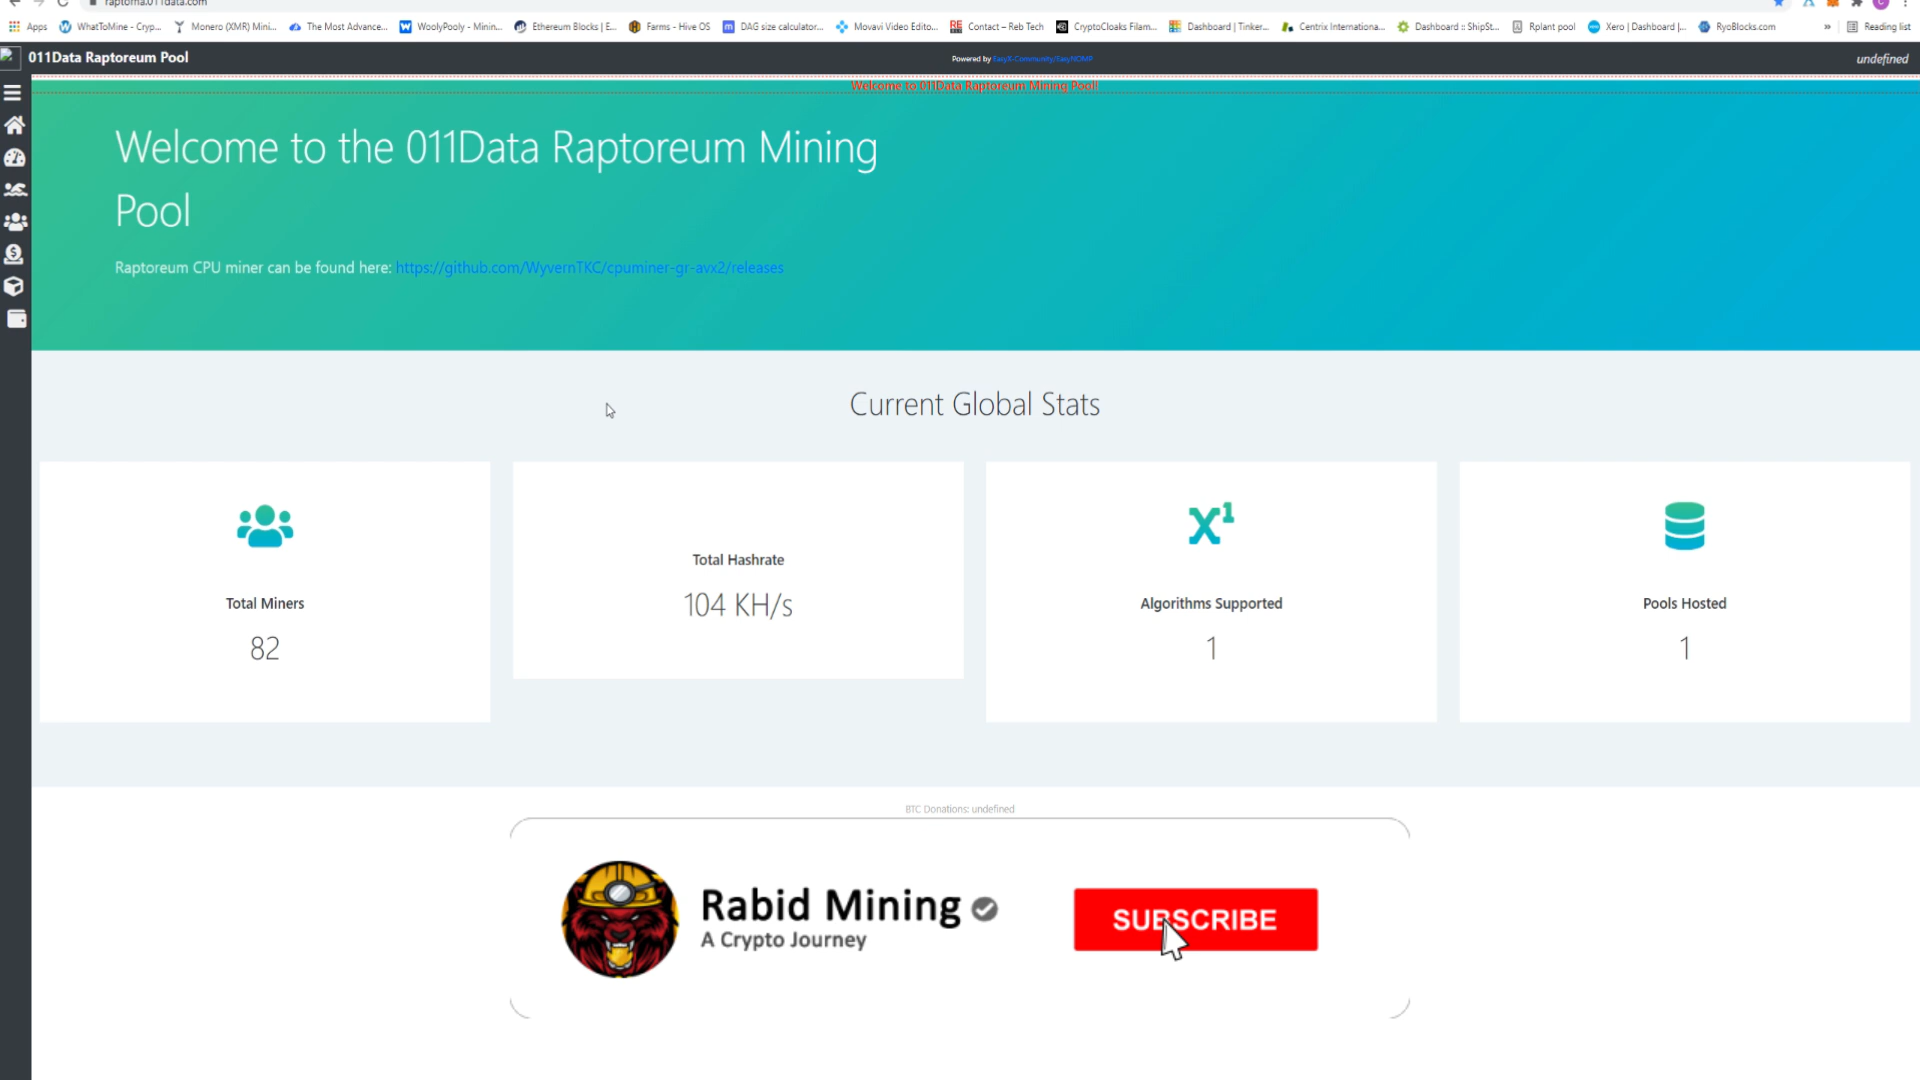 raptorna.011data.com
Apps WhatToMine - Cryp... Monero (XMR) Mini... The Most Advance... WoolyPooly - Minin... Ethereum Blocks | E... Farms - Hive OS DAG size calculator... Movavi Video Edito... Contact – Reb Tech CryptoCloaks Filam... Dashboard | Tinker... Centrix Internationa... Dashboard :: ShipSt... Rplant pool Xero | Dashboard |... RyoBlocks.com » Reading list
011Data Raptoreum Pool
Powered by EasyX-Community/EasyNOMP
undefined
Welcome to 011Data Raptoreum Mining Pool!
Welcome to the 011Data Raptoreum Mining
Pool
Raptoreum CPU miner can be found here: https://github.com/WyvernTKC/cpuminer-gr-avx2/releases
Current Global Stats
Total Miners
82
Total Hashrate
104 KH/s
X1
Algorithms Supported
1
Pools Hosted
1
BTC Donations: undefined
Rabid Mining
A Crypto Journey
SUBSCRIBE